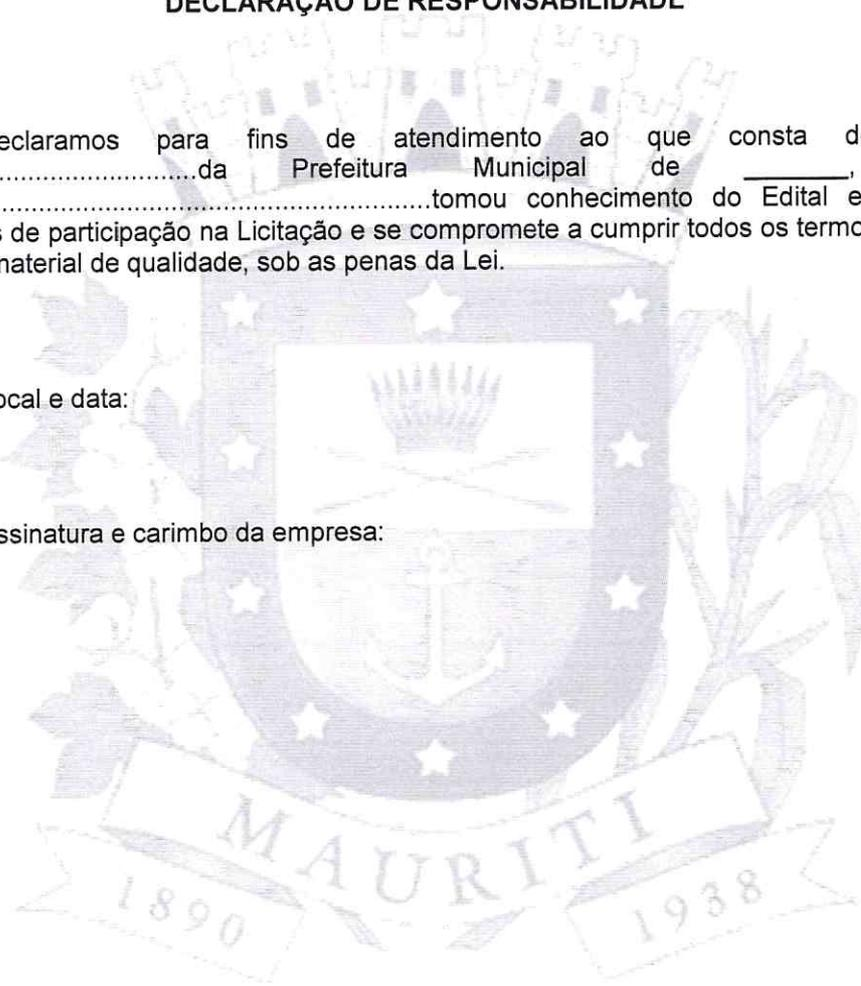 DECLARAÇÃO DE RESPONSABILIDADE
eclaramos para fins de atendimento ao que consta d
............................da Prefeitura Municipal de ________,
............................................................tomou conhecimento do Edital e
s de participação na Licitação e se compromete a cumprir todos os termo
material de qualidade, sob as penas da Lei.
ocal e data:
ssinatura e carimbo da empresa:
MAURITI
1890 1938